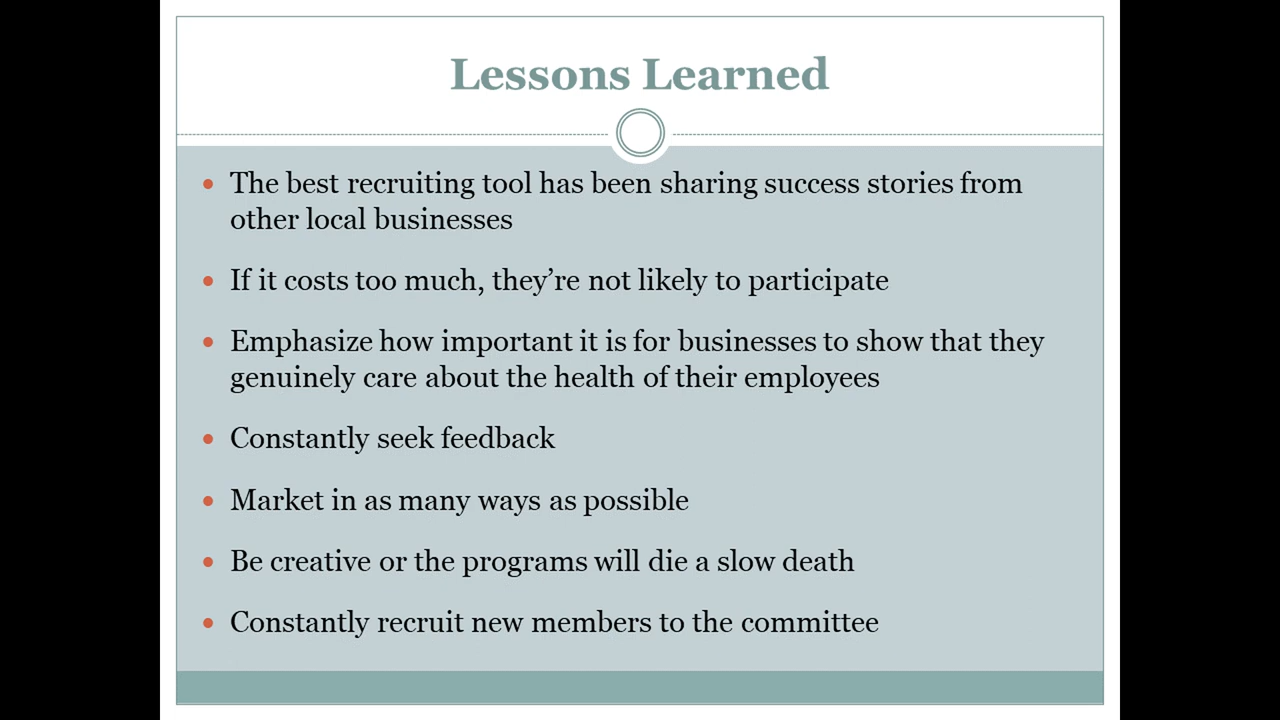 Lessons Learned
The best recruiting tool has been sharing success stories from
other local businesses
If it costs too much, they’re not likely to participate
Emphasize how important it is for businesses to show that they
genuinely care about the health of their employees
Constantly seek feedback
Market in as many ways as possible
Be creative or the programs will die a slow death
Constantly recruit new members to the committee